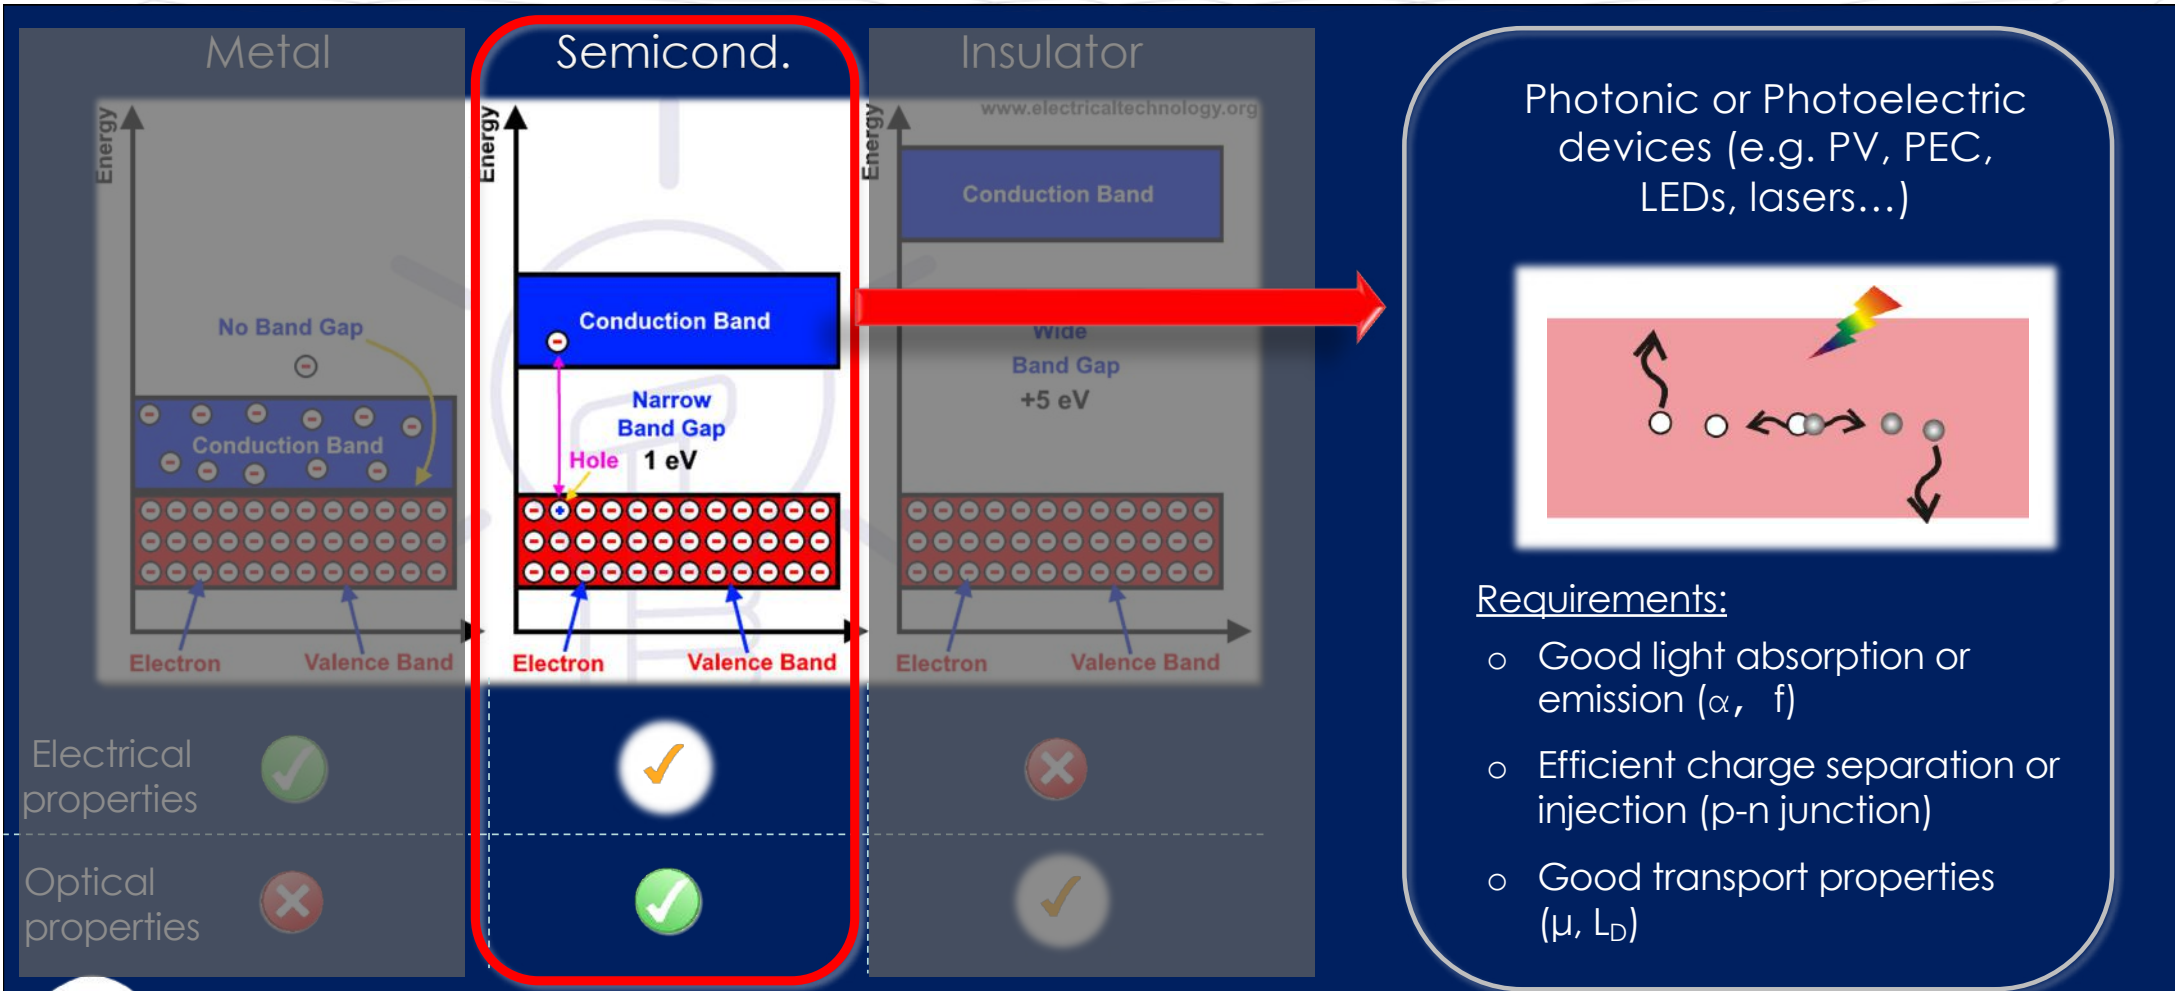 Metal
Semicond.
Insulator
www.electricaltechnology.org
Energy
No Band Gap
Conduction Band
Electron
Valence Band
Energy
Conduction Band
Narrow
Band Gap
Hole 1 eV
Electron
Valence Band
Energy
Conduction Band
Wide
Band Gap
+5 eV
Electron
Valence Band
Electrical
properties
Optical
properties
Photonic or Photoelectric
devices (e.g. PV, PEC,
LEDs, lasers...)
Requirements:
o Good light absorption or
emission (α, f)
o Efficient charge separation or
injection (p-n junction)
o Good transport properties
(μ, L_D)